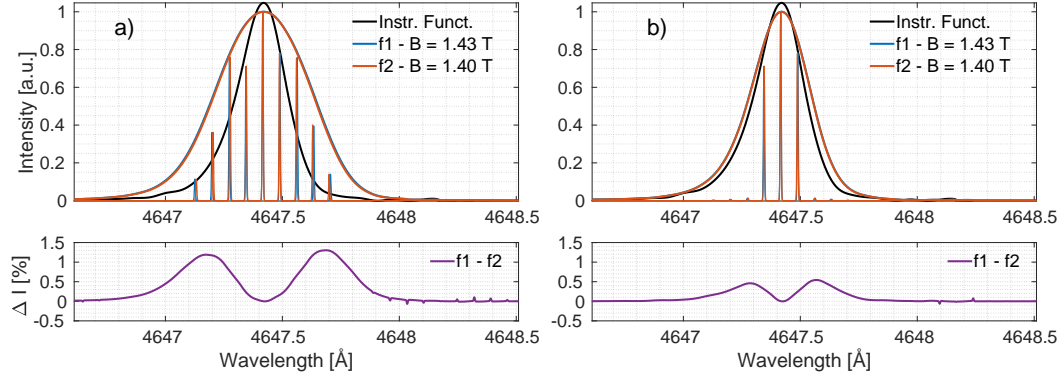 a)
Instr. Funct.
f1 - B = 1.43 T
f2 - B = 1.40 T
Intensity [a.u.]
1
0.8
0.6
0.4
0.2
0
4647
4647.5
4648
4648.5
b)
Instr. Funct.
f1 - B = 1.43 T
f2 - B = 1.40 T
1
0.8
0.6
0.4
0.2
0
4647
4647.5
4648
4648.5
f1 - f2
Δ I [%]
1.5
1.0
0.5
0
-0.5
4647
4647.5
4648
4648.5
Wavelength [Å]
f1 - f2
1.5
1.0
0.5
0
-0.5
4647
4647.5
4648
4648.5
Wavelength [Å]